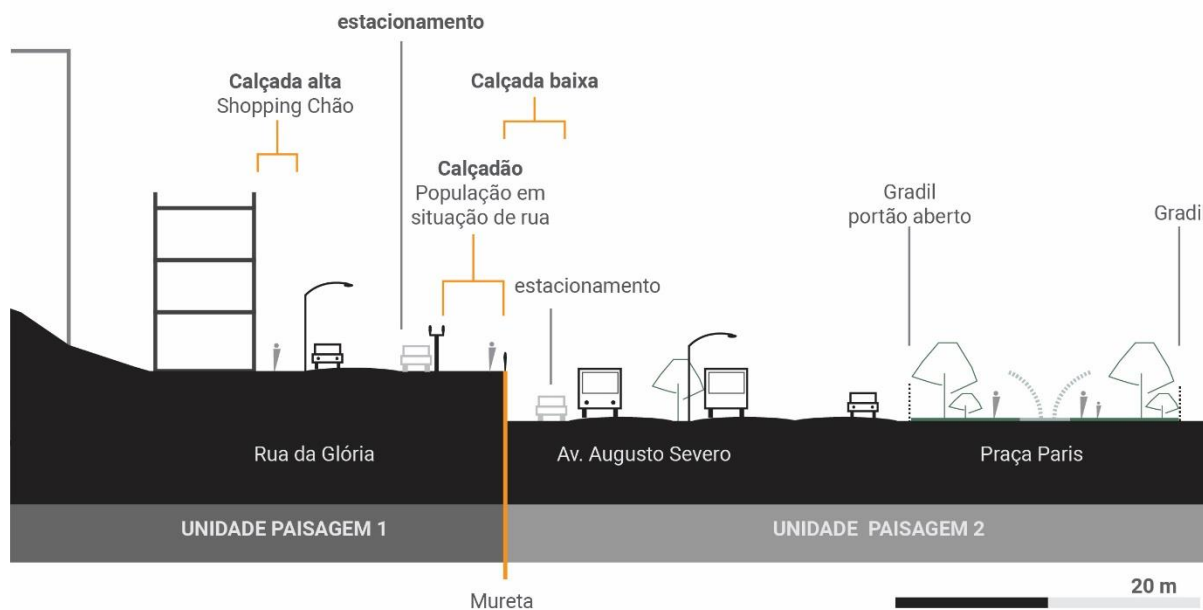 estacionamento
Calçada alta
Shopping Chão
Calçada baixa
Calçadão
População em
situação de rua
Gradil
portão aberto
Gradi
estacionamento
Rua da Glória
Av. Augusto Severo
Praça Paris
UNIDADE PAISAGEM 1
UNIDADE PAISAGEM 2
20 m
Mureta